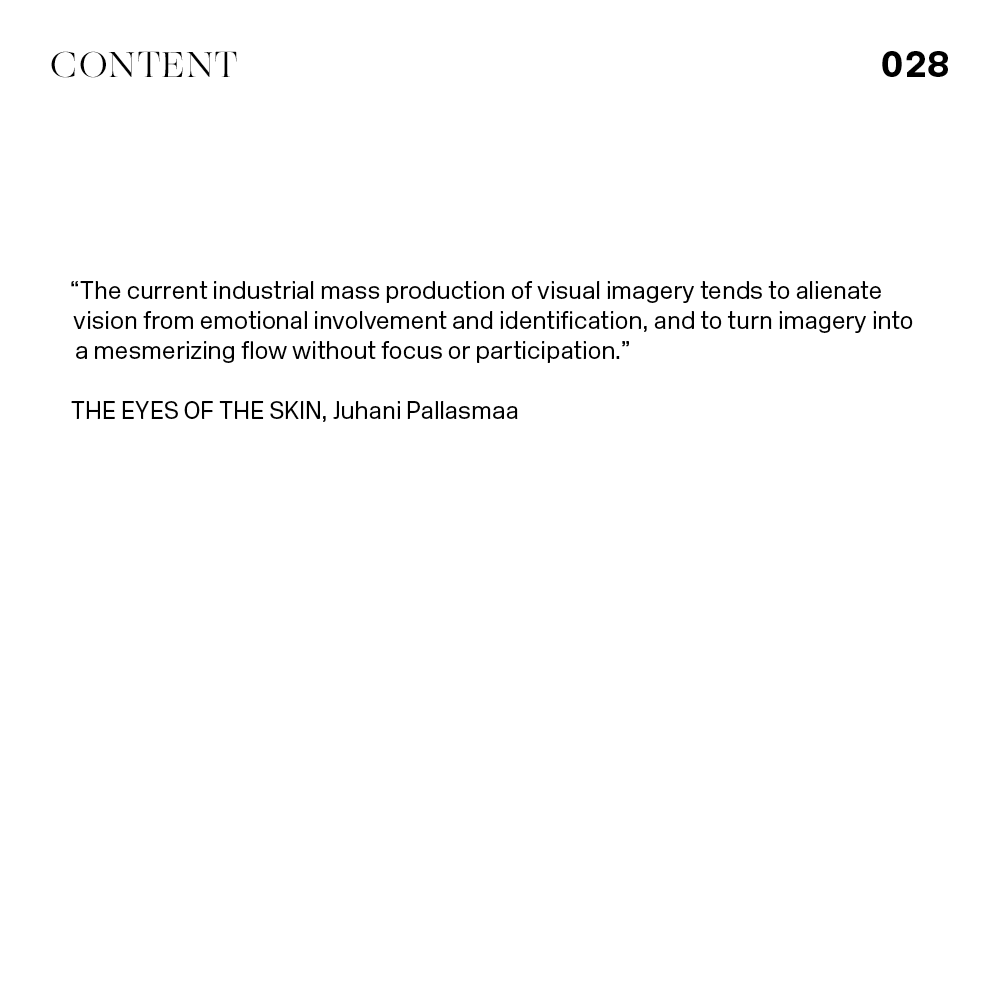 CONTENT
028
“The current industrial mass production of visual imagery tends to alienate
vision from emotional involvement and identification, and to turn imagery into
a mesmerizing flow without focus or participation.”
THE EYES OF THE SKIN, Juhani Pallasmaa